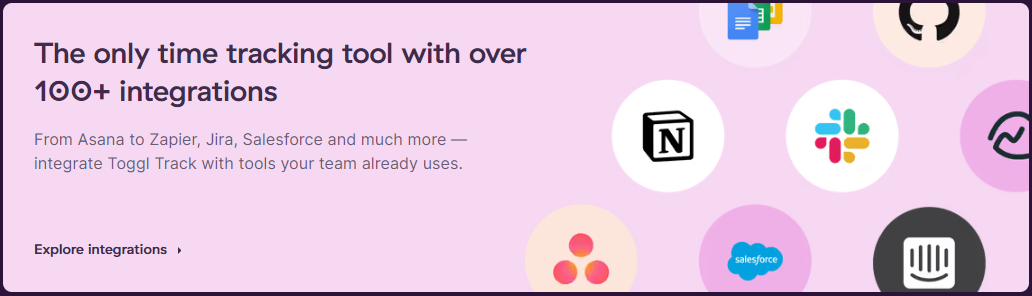 The only time tracking tool with over
100+ integrations
From Asana to Zapier, Jira, Salesforce and much more —
integrate Toggl Track with tools your team already uses.
Explore integrations
N
salesforce